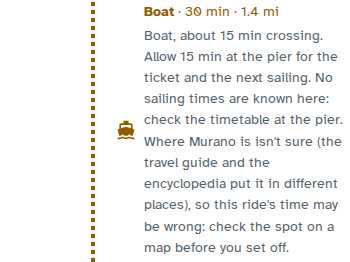 Boat · 30 min · 1.4 mi
Boat, about 15 min crossing.
Allow 15 min at the pier for the
ticket and the next sailing. No
sailing times are known here:
check the timetable at the pier.
Where Murano is isn't sure (the
travel guide and the
encyclopedia put it in different
places), so this ride's time may
be wrong: check the spot on a
map before you set off.